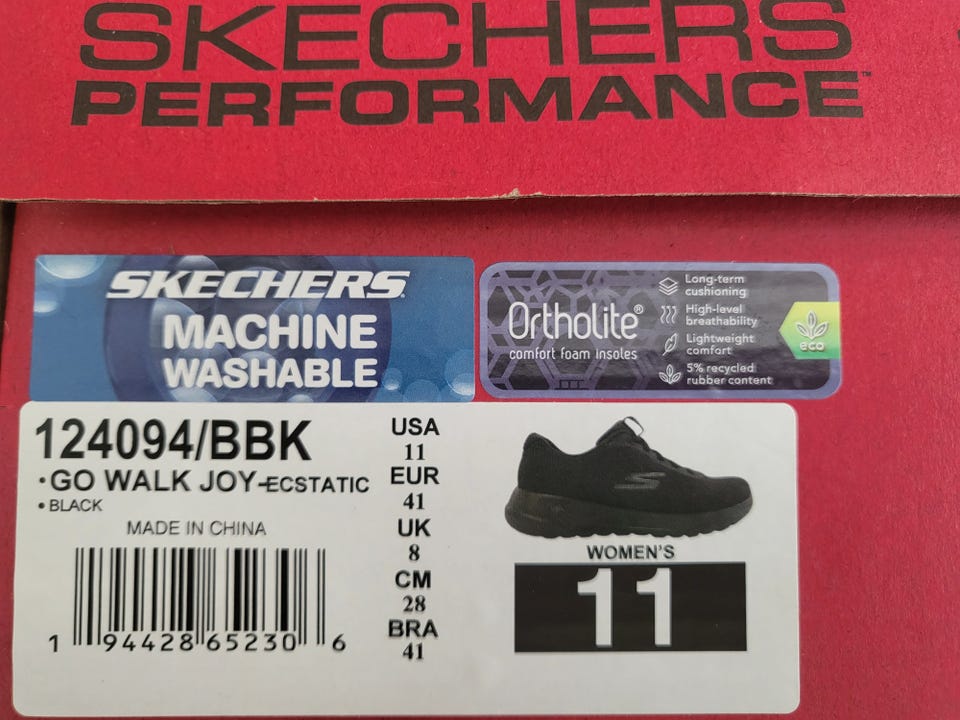 SKECHERS
PERFORMANCE™
SKECHERS®
MACHINE
WASHABLE
Ortholite®
comfort foam insoles
Long-term
cushioning
High-level
breathability
Lightweight
comfort
5% recycled
rubber content
eco
124094/BBK
•GO WALK JOY-ECSTATIC
•BLACK
MADE IN CHINA
1 94428 65230 6
USA
11
EUR
41
UK
8
CM
28
BRA
41
WOMEN'S
11